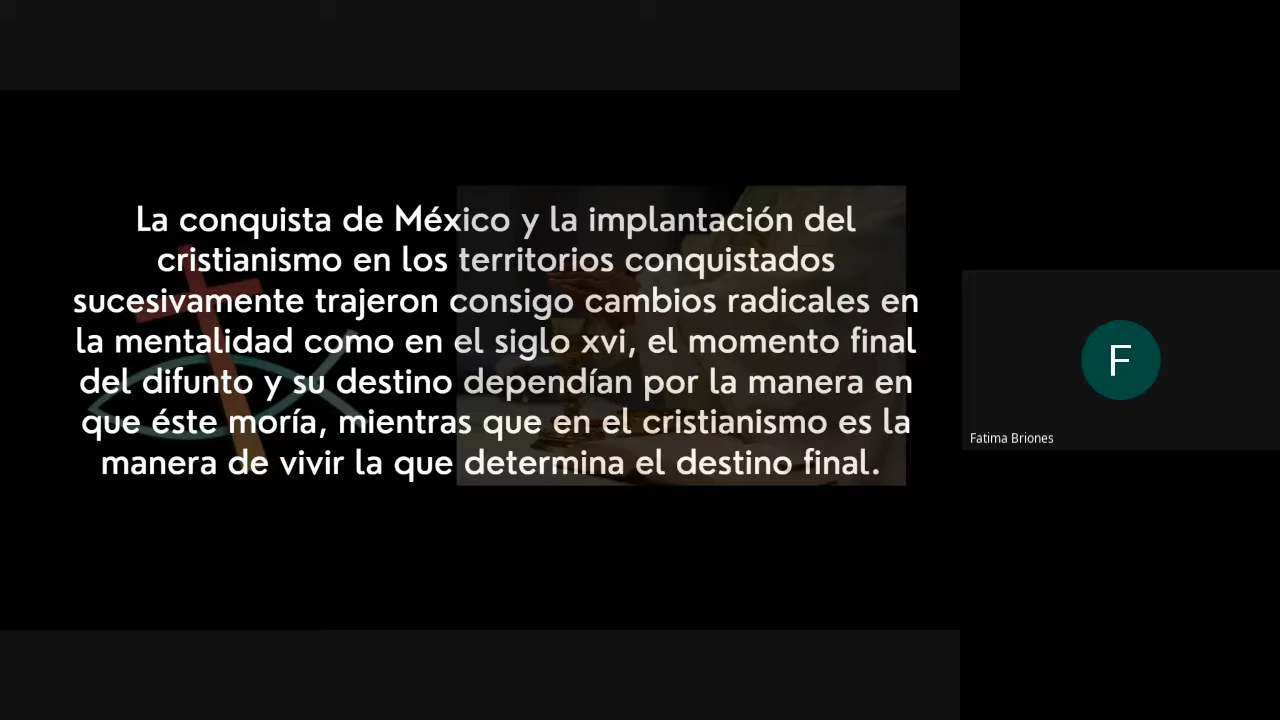 La conquista de México y la implantación del
cristianismo en los territorios conquistados
sucesivamente trajeron consigo cambios radicales en
la mentalidad como en el siglo xvi, el momento final
del difunto y su destino dependían por la manera en
que éste moría, mientras que en el cristianismo es la
manera de vivir la que determina el destino final.
F
Fatima Briones